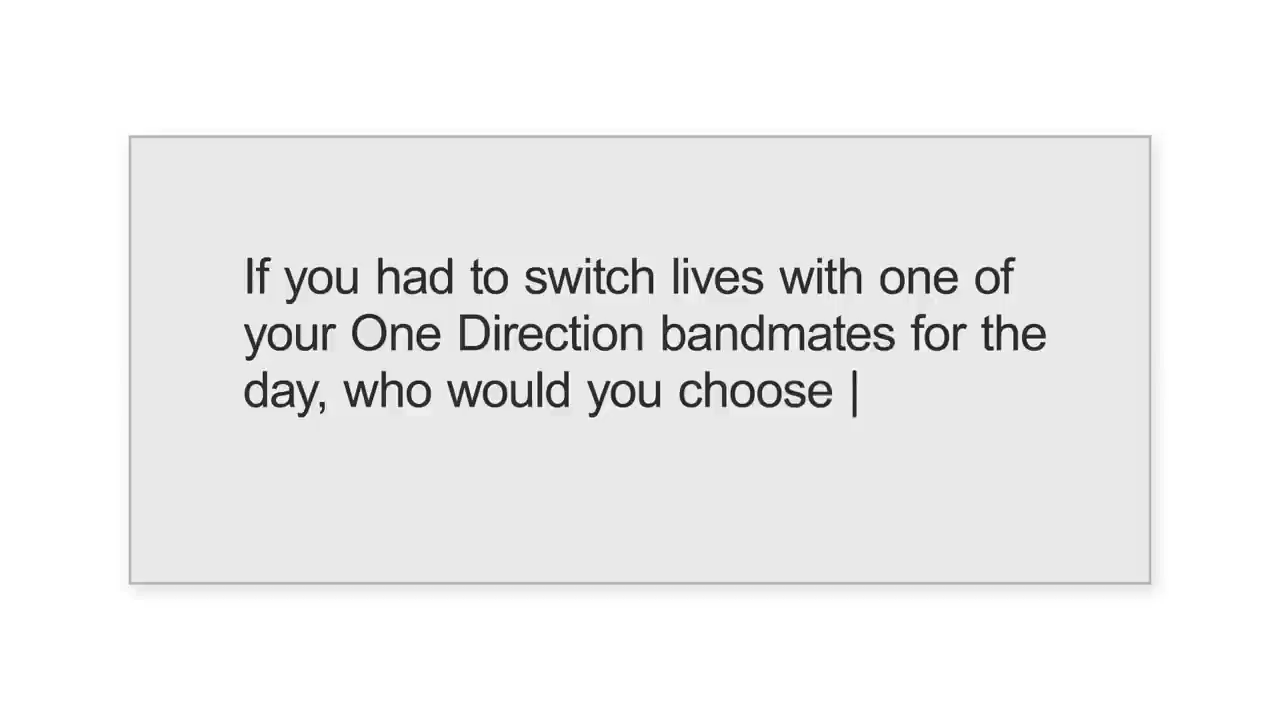 If you had to switch lives with one of
your One Direction bandmates for the
day, who would you choose |